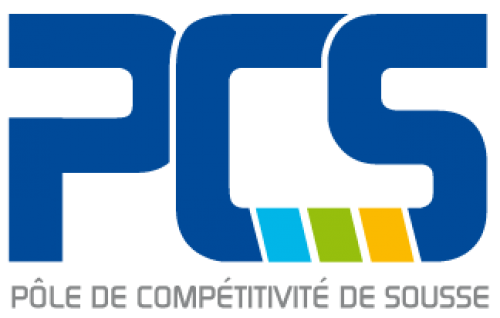 PCS
PÔLE DE COMPÉTITIVITÉ DE SOUSSE